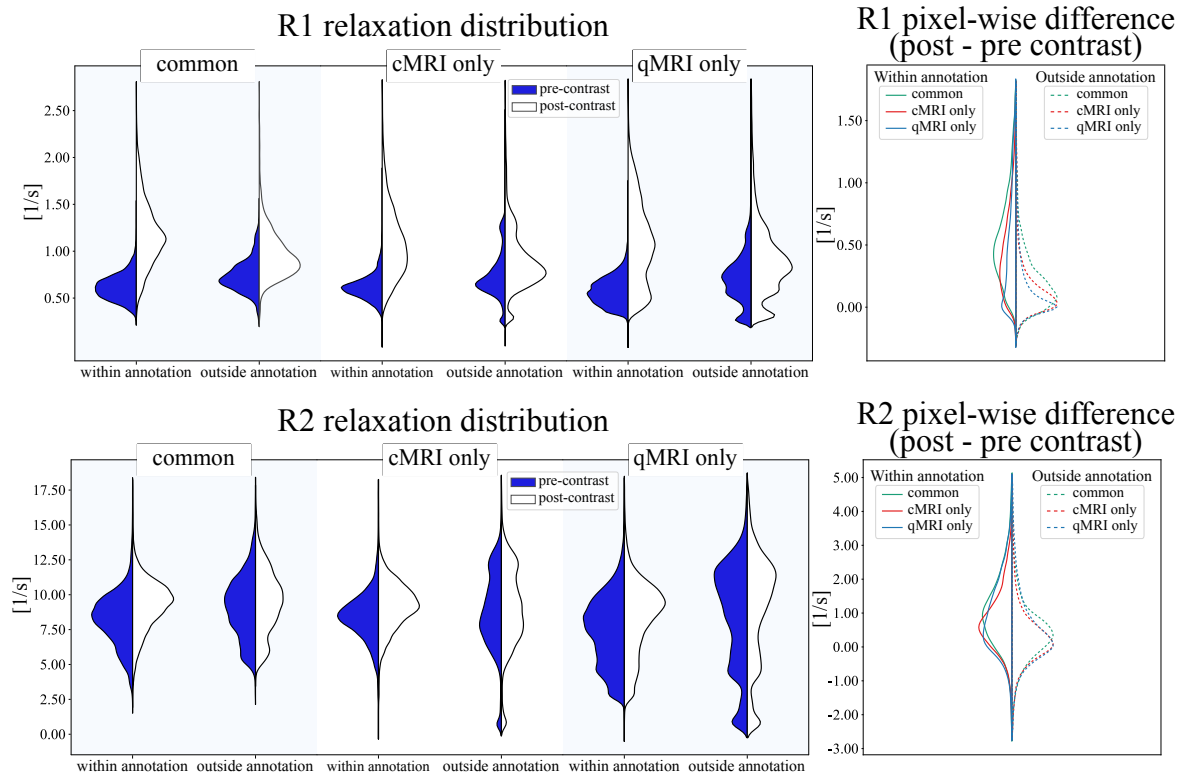 R1 relaxation distribution
common
cMRI only
qMRI only
pre-contrast
post-contrast
2.50
2.00
1.50
1.00
0.50
[1/s]
within annotation
outside annotation
within annotation
outside annotation
within annotation
outside annotation
R1 pixel-wise difference
(post - pre contrast)
Within annotation
common
cMRI only
qMRI only
Outside annotation
common
cMRI only
qMRI only
1.50
1.00
0.50
0.00
[1/s]
R2 relaxation distribution
common
cMRI only
qMRI only
pre-contrast
post-contrast
17.50
15.00
12.50
10.00
7.50
5.00
2.50
0.00
[1/s]
within annotation
outside annotation
within annotation
outside annotation
within annotation
outside annotation
R2 pixel-wise difference
(post - pre contrast)
Within annotation
common
cMRI only
qMRI only
Outside annotation
common
cMRI only
qMRI only
5.00
4.00
3.00
2.00
1.00
0.00
-1.00
-2.00
-3.00
[1/s]